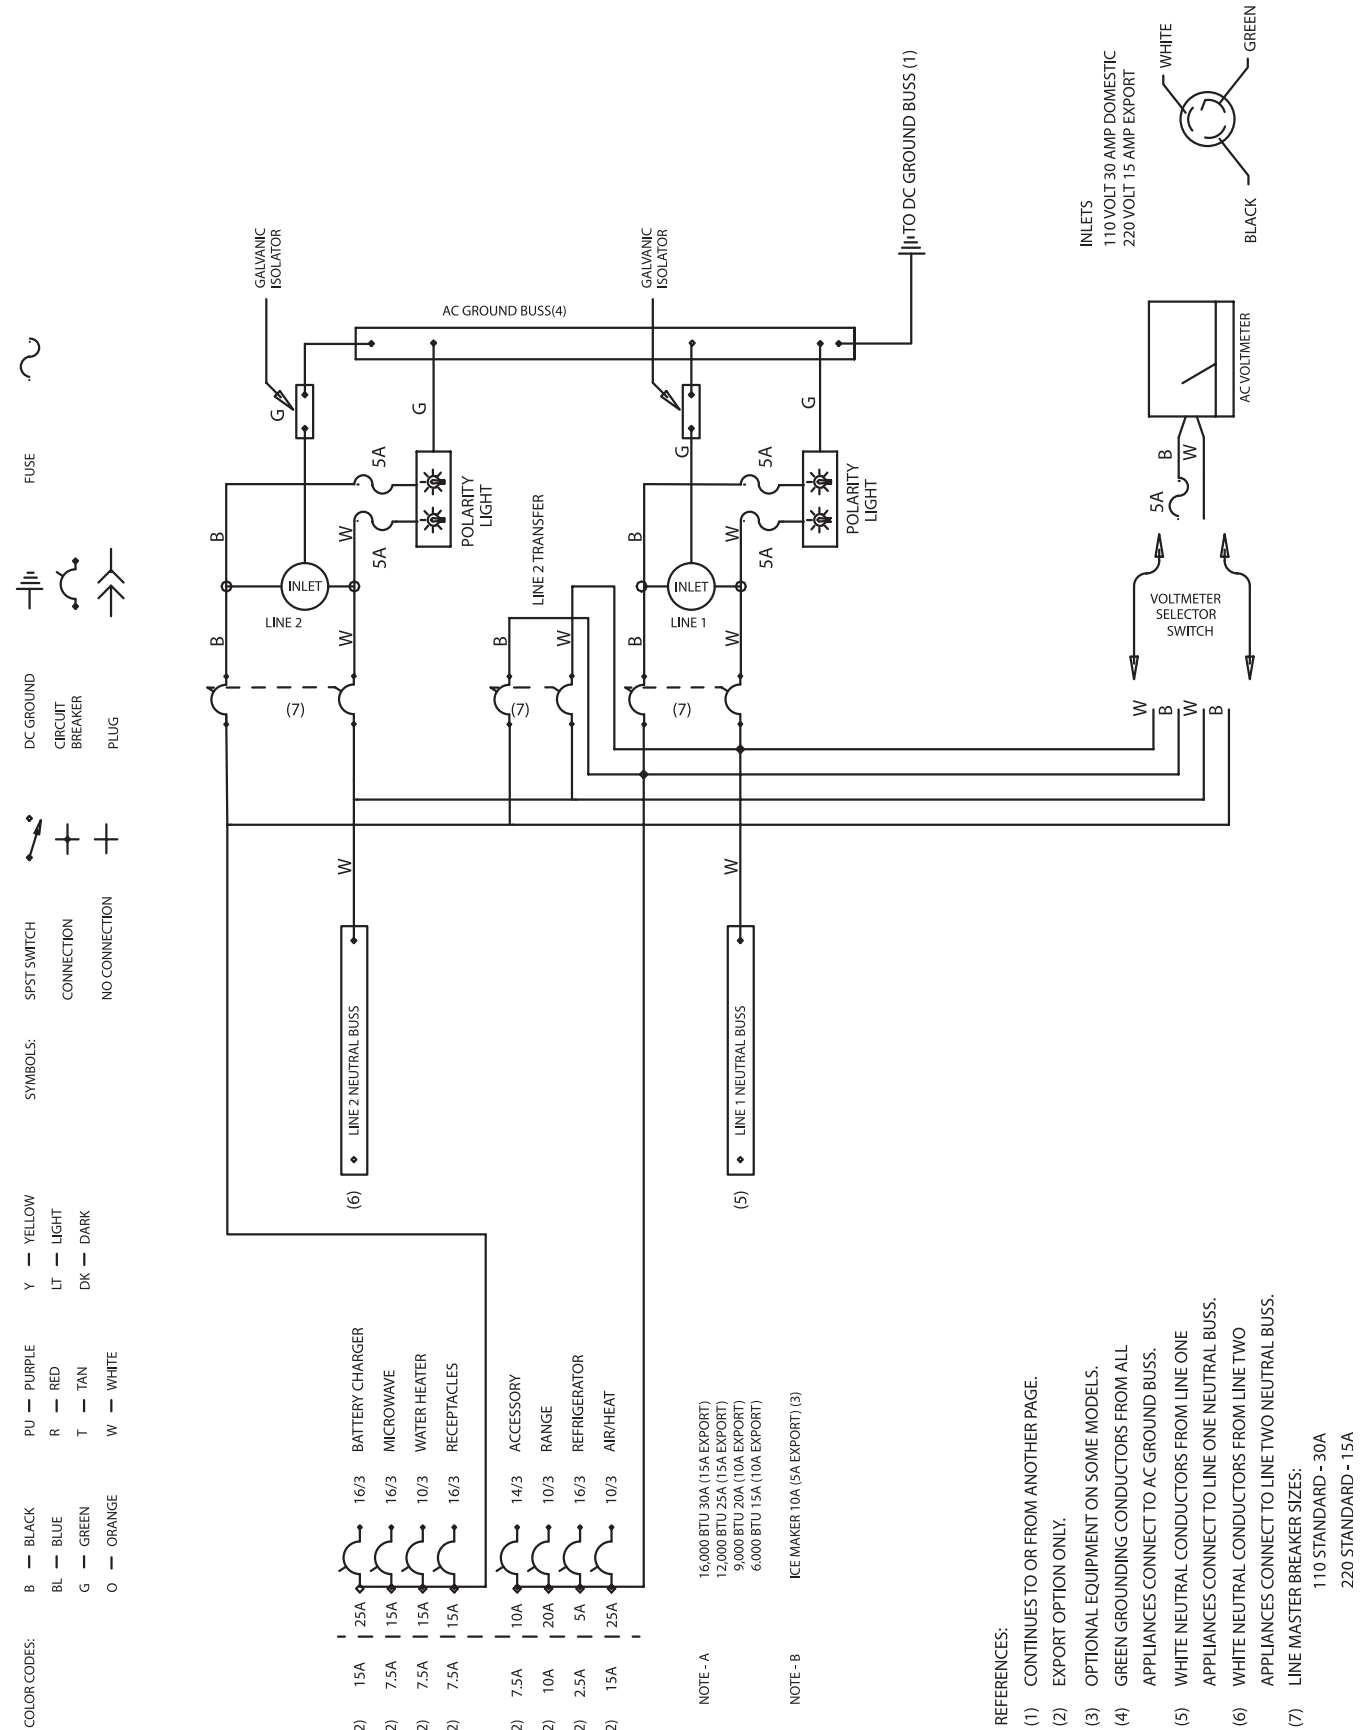 COLOR CODES:
B — BLACK
BL — BLUE
G — GREEN
O — ORANGE
PU — PURPLE
R — RED
T — TAN
W — WHITE
Y — YELLOW
LT — LIGHT
DK — DARK
SYMBOLS:
SPST SWITCH
CONNECTION
NO CONNECTION
DC GROUND
CIRCUIT
BREAKER
PLUG
FUSE
2) 15A 25A 16/3 BATTERY CHARGER
2) 7.5A 15A 16/3 MICROWAVE
2) 7.5A 15A 10/3 WATER HEATER
2) 7.5A 15A 16/3 RECEPTACLES
2) 7.5A 10A 14/3 ACCESSORY
2) 10A 20A 10/3 RANGE
2) 2.5A 5A 16/3 REFRIGERATOR
2) 15A 25A 10/3 AIR/HEAT
NOTE - A
16,000 BTU 30A (15A EXPORT)
12,000 BTU 25A (15A EXPORT)
9,000 BTU 20A (10A EXPORT)
6.000 BTU 15A (10A EXPORT)
NOTE - B
ICE MAKER 10A (5A EXPORT) (3)
(6)
LINE 2 NEUTRAL BUSS
W
(5)
LINE 1 NEUTRAL BUSS
W
(7)
B
W
LINE 2
INLET
B
W
5A
5A
POLARITY
LIGHT
G
G
GALVANIC
ISOLATOR
(7)
B
W
LINE 2 TRANSFER
(7)
B
W
LINE 1
INLET
B
W
5A
5A
POLARITY
LIGHT
G
G
GALVANIC
ISOLATOR
AC GROUND BUSS(4)
TO DC GROUND BUSS (1)
W
B
W
B
VOLTMETER
SELECTOR
SWITCH
5A
B
W
AC VOLTMETER
INLETS
110 VOLT 30 AMP DOMESTIC
220 VOLT 15 AMP EXPORT
WHITE
GREEN
BLACK
REFERENCES:
(1) CONTINUES TO OR FROM ANOTHER PAGE.
(2) EXPORT OPTION ONLY.
(3) OPTIONAL EQUIPMENT ON SOME MODELS.
(4) GREEN GROUNDING CONDUCTORS FROM ALL
APPLIANCES CONNECT TO AC GROUND BUSS.
(5) WHITE NEUTRAL CONDUCTORS FROM LINE ONE
APPLIANCES CONNECT TO LINE ONE NEUTRAL BUSS.
(6) WHITE NEUTRAL CONDUCTORS FROM LINE TWO
APPLIANCES CONNECT TO LINE TWO NEUTRAL BUSS.
(7) LINE MASTER BREAKER SIZES:
110 STANDARD - 30A
220 STANDARD - 15A